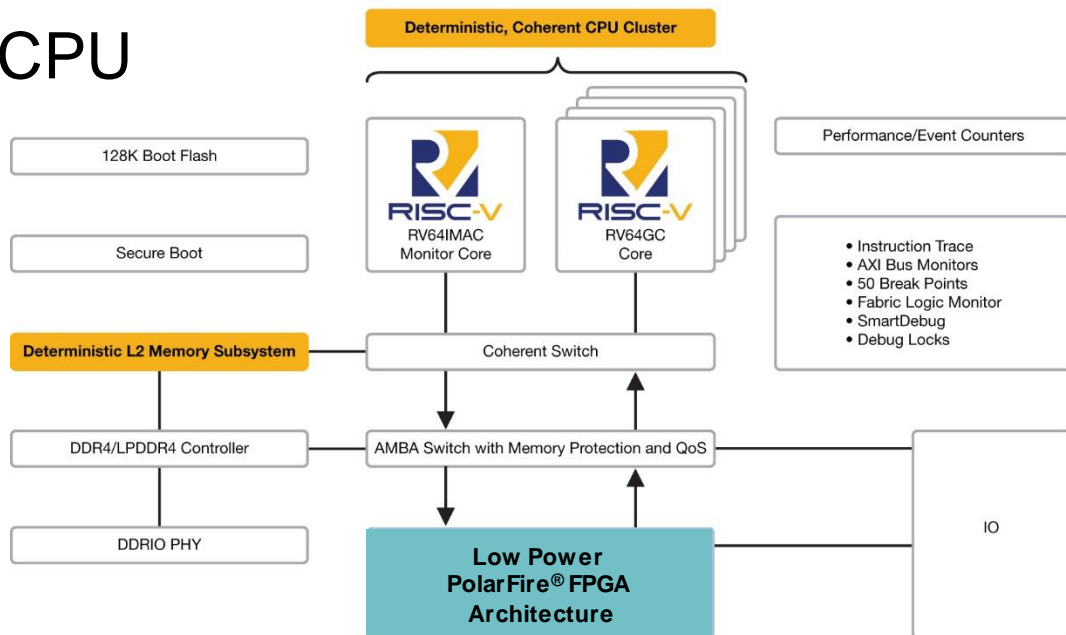 CPU
Deterministic, Coherent CPU Cluster
128K Boot Flash
Secure Boot
RISC-V
RV64IMAC
Monitor Core
RISC-V
RV64GC
Core
Performance/Event Counters
• Instruction Trace
• AXI Bus Monitors
• 50 Break Points
• Fabric Logic Monitor
• SmartDebug
• Debug Locks
Deterministic L2 Memory Subsystem
Coherent Switch
DDR4/LPDDR4 Controller
AMBA Switch with Memory Protection and QoS
DDRIO PHY
IO
Low Power
PolarFire® FPGA
Architecture